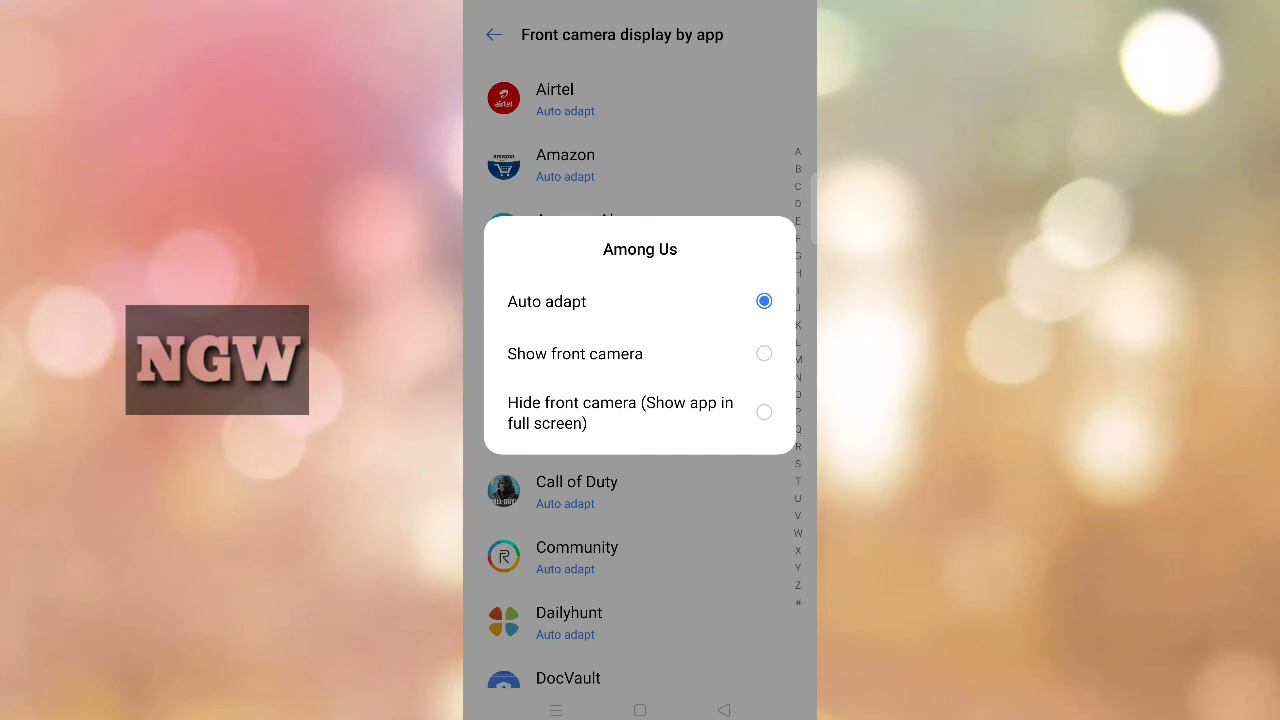 NGW
Front camera display by app
airtel
Airtel
Auto adapt
amazon
Amazon
Auto adapt
Among Us
Auto adapt
Show front camera
Hide front camera (Show app in
full screen)
Call of Duty
Auto adapt
R
Community
Auto adapt
Dailyhunt
Auto adapt
DocVault
A
B
C
D
E
F
G
H
I
J
K
L
M
N
O
P
Q
R
S
T
U
V
W
X
Y
Z
#